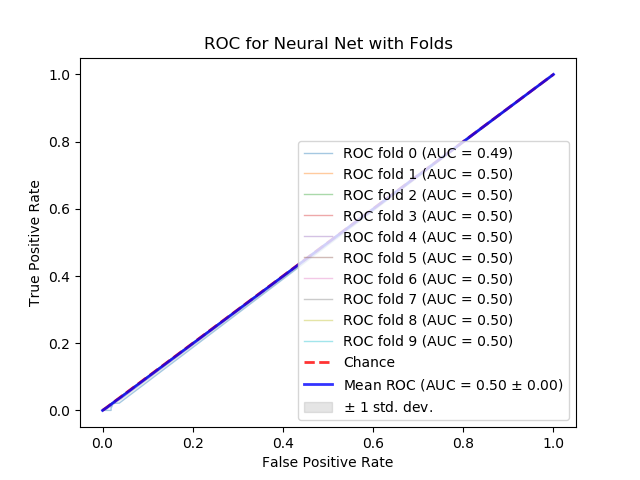 ROC for Neural Net with Folds
True Positive Rate
1.0
0.8
0.6
0.4
0.2
0.0
ROC fold 0 (AUC = 0.49)
ROC fold 1 (AUC = 0.50)
ROC fold 2 (AUC = 0.50)
ROC fold 3 (AUC = 0.50)
ROC fold 4 (AUC = 0.50)
ROC fold 5 (AUC = 0.50)
ROC fold 6 (AUC = 0.50)
ROC fold 7 (AUC = 0.50)
ROC fold 8 (AUC = 0.50)
ROC fold 9 (AUC = 0.50)
Chance
Mean ROC (AUC = 0.50 ± 0.00)
± 1 std. dev.
0.0 0.2 0.4 0.6 0.8 1.0
False Positive Rate